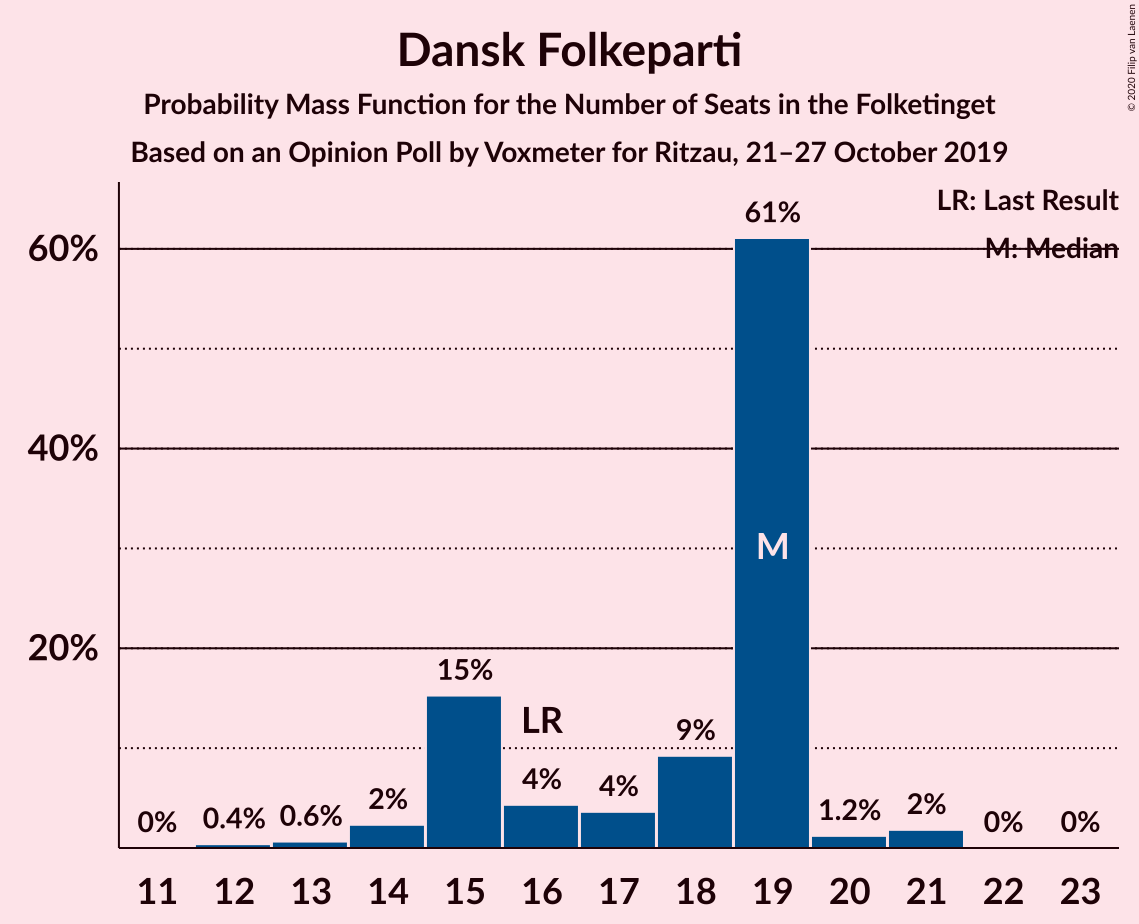 © 2020 Filip van Laenen
Dansk Folkeparti
Probability Mass Function for the Number of Seats in the Folketinget
Based on an Opinion Poll by Voxmeter for Ritzau, 21–27 October 2019
LR: Last Result
M: Median
60%
40%
20%
0% 0.4% 0.6% 2% 15% 4% 4% 9% 61% 1.2% 2% 0% 0%
LR
M
11 12 13 14 15 16 17 18 19 20 21 22 23